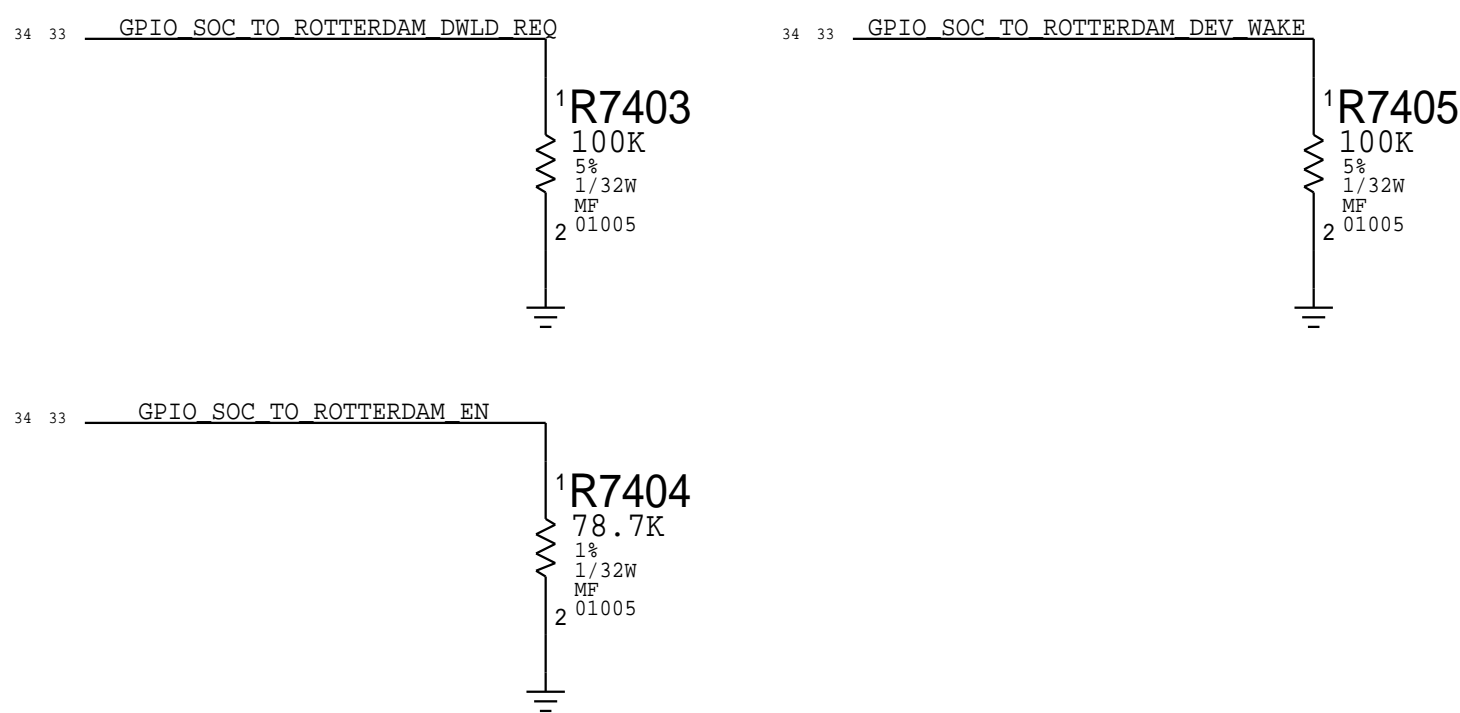 34 33 GPIO_SOC_TO_ROTTERDAM_DWLD_REQ
1 R7403
100K
5%
1/32W
MF
2 01005
34 33 GPIO_SOC_TO_ROTTERDAM_DEV_WAKE
1 R7405
100K
5%
1/32W
MF
2 01005
34 33 GPIO_SOC_TO_ROTTERDAM_EN
1 R7404
78.7K
1%
1/32W
MF
2 01005